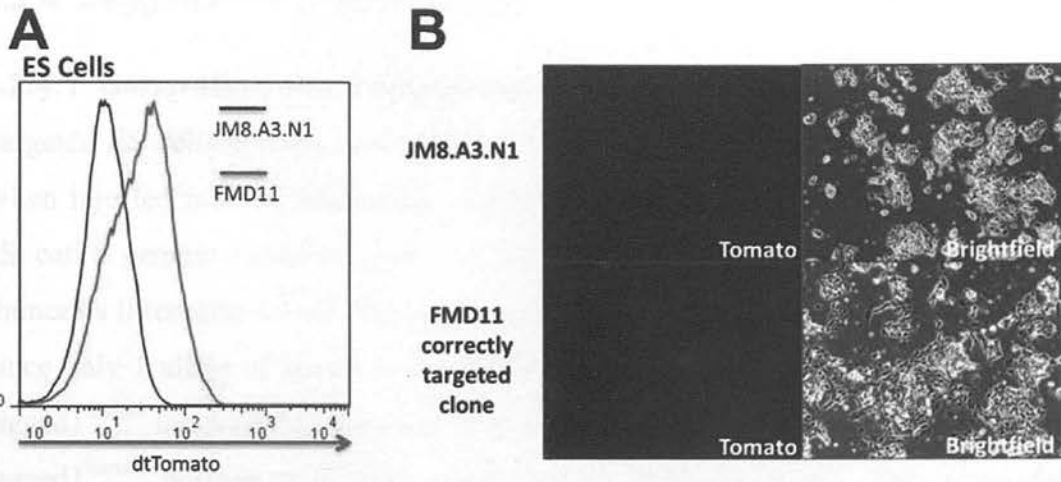 A
ES Cells
JM8.A3.N1
FMD11
0
10⁰ 10¹ 10² 10³ 10⁴
dtTomato
B
JM8.A3.N1
Tomato
Brightfield
FMD11
correctly
targeted
clone
Tomato
Brightfield